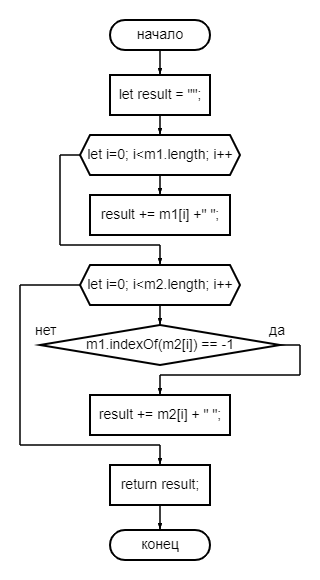 начало
let result = "";
let i=0; i<m1.length; i++
result += m1[i] +" ";
let i=0; i<m2.length; i++
нет
да
m1.indexOf(m2[i]) == -1
result += m2[i] + " ";
return result;
конец